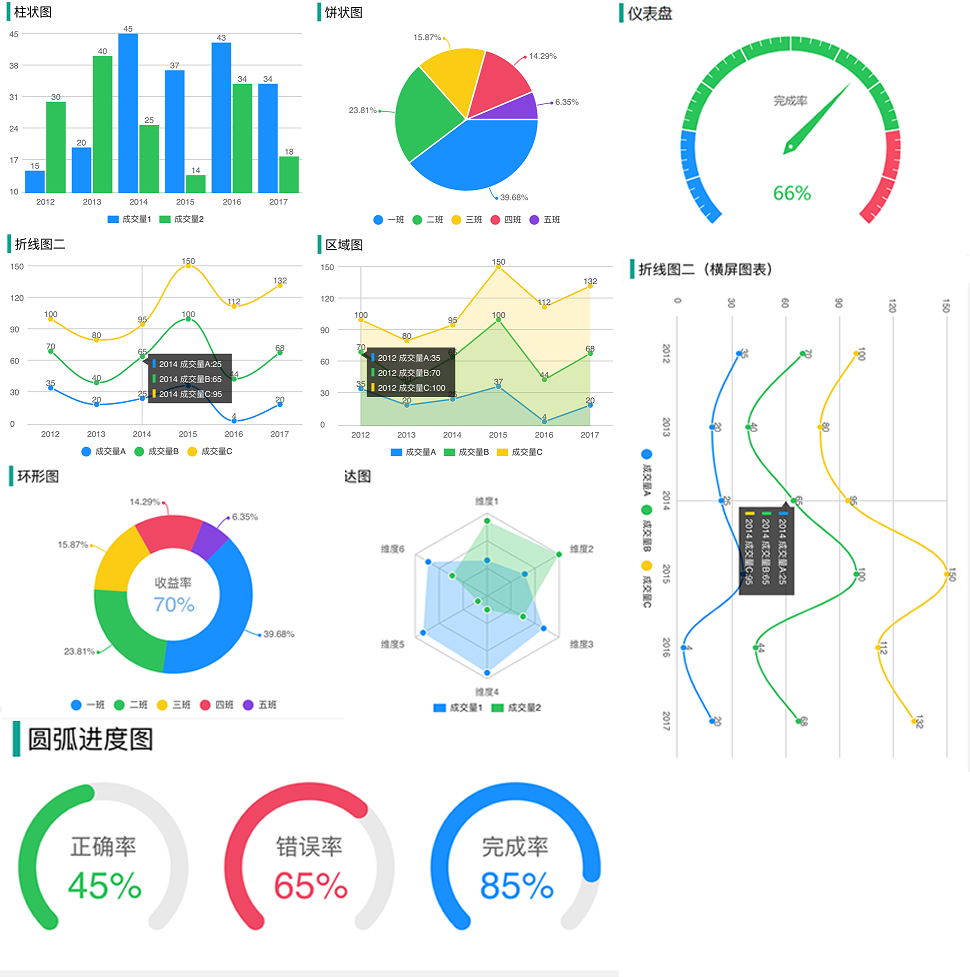 柱状图
45
38
31
24
17
10
15
30
20
40
45
25
37
14
43
34
34
18
2012
2013
2014
2015
2016
2017
成交量1
成交量2
饼状图
15.87%
14.29%
6.35%
23.81%
39.68%
一班
二班
三班
四班
五班
仪表盘
完成率
66%
折线图二
150
120
90
60
30
0
100
80
95
150
112
132
70
40
65
100
44
68
35
20
25
4
20
2014 成交量A:25
2014 成交量B:65
2014 成交量C:95
2012
2013
2014
2015
2016
2017
成交量A
成交量B
成交量C
区域图
150
120
90
60
30
0
100
80
95
150
112
132
70
100
44
68
35
20
25
37
4
20
2012 成交量A:35
2012 成交量B:70
2012 成交量C:100
2012
2013
2014
2015
2016
2017
成交量A
成交量B
成交量C
折线图二（横屏图表）
0
30
60
90
120
150
2012
2013
2014
2015
2016
2017
35
70
100
20
40
80
25
65
95
100
150
4
44
112
20
68
132
2014 成交量A:25
2014 成交量B:65
2014 成交量C:95
成交量A
成交量B
成交量C
环形图
14.29%
6.35%
15.87%
收益率
70%
39.68%
23.81%
一班
二班
三班
四班
五班
达图
维度1
维度2
维度3
维度4
维度5
维度6
成交量1
成交量2
圆弧进度图
正确率
45%
错误率
65%
完成率
85%